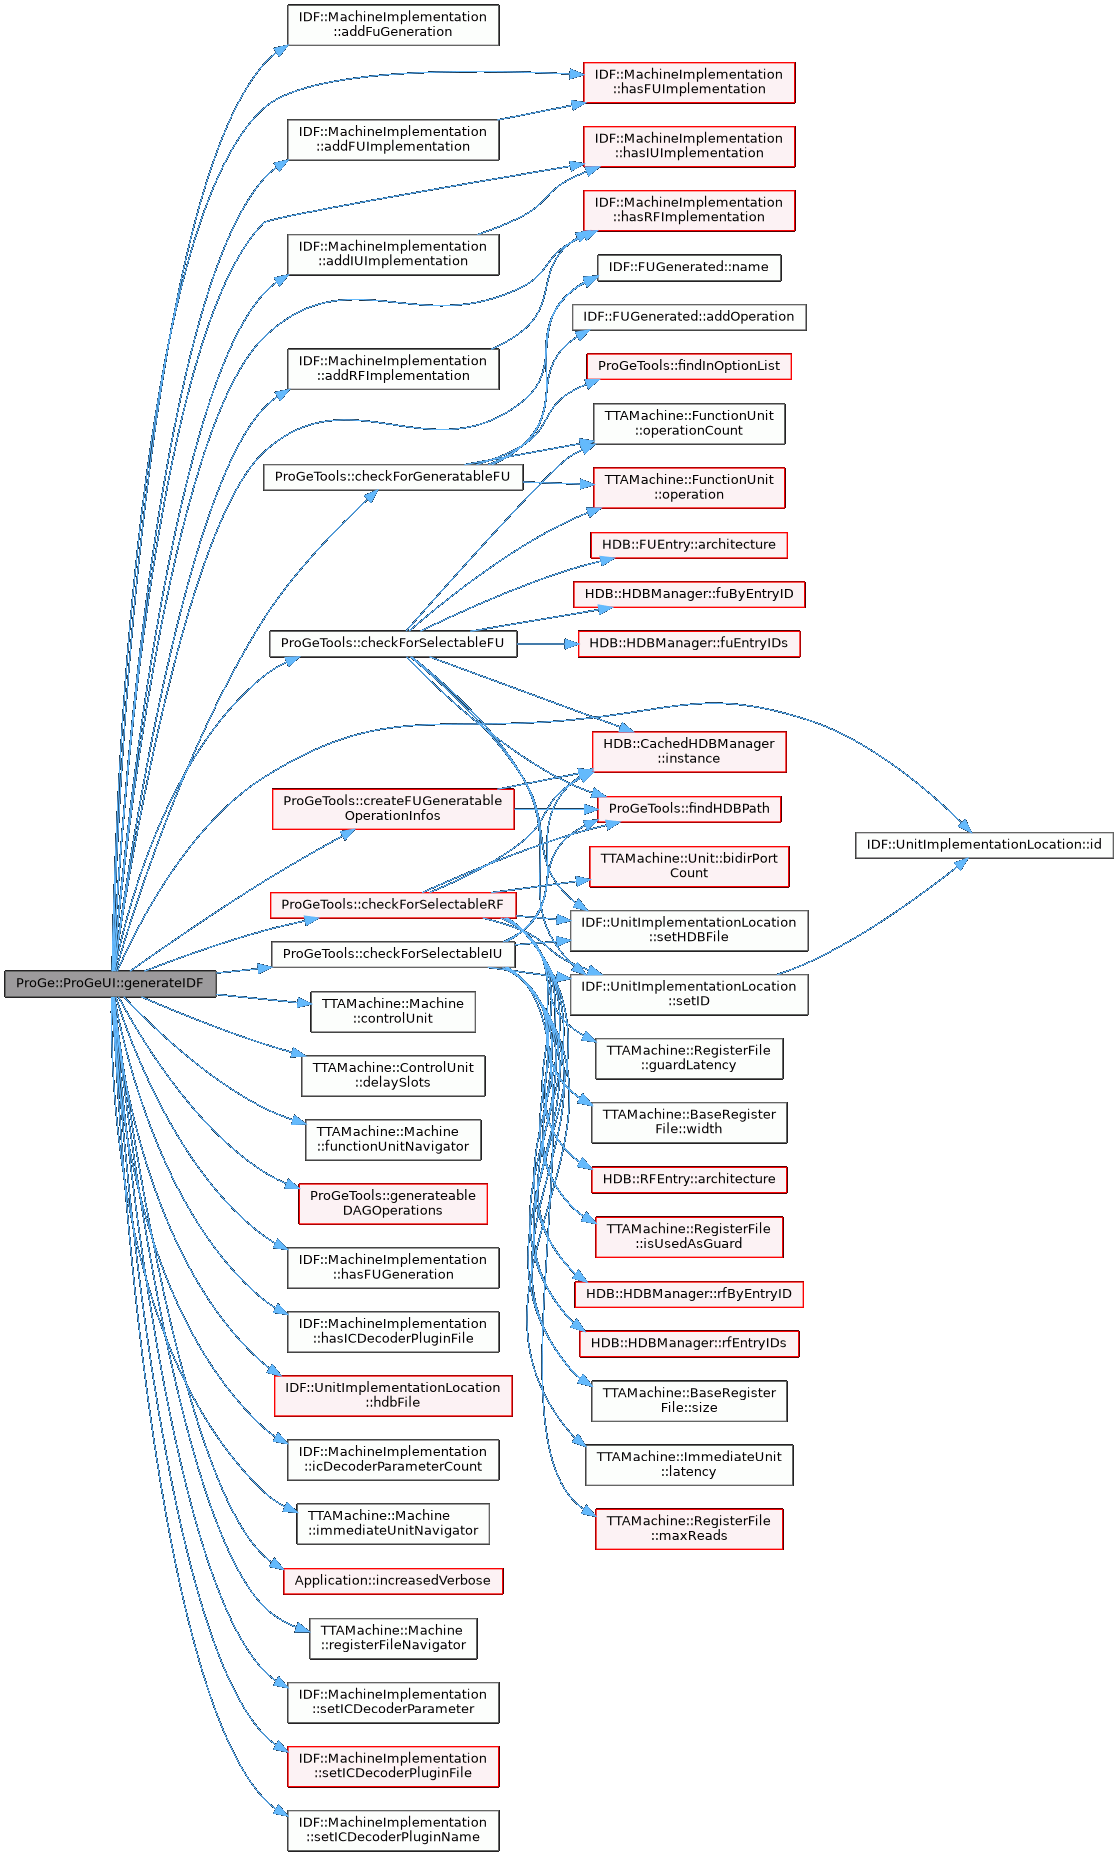 IDF::MachineImplementation
::addFuGeneration
IDF::MachineImplementation
::hasFUImplementation
IDF::MachineImplementation
::addFUImplementation
IDF::MachineImplementation
::hasIUImplementation
IDF::MachineImplementation
::hasRFImplementation
IDF::MachineImplementation
::addIUImplementation
IDF::FUGenerated::name
IDF::FUGenerated::addOperation
IDF::MachineImplementation
::addRFImplementation
ProGeTools::findInOptionList
TTAMachine::FunctionUnit
::operationCount
ProGeTools::checkForGeneratableFU
TTAMachine::FunctionUnit
::operation
HDB::FUEntry::architecture
HDB::HDBManager::fuByEntryID
ProGeTools::checkForSelectableFU
HDB::HDBManager::fuEntryIDs
HDB::CachedHDBManager
::instance
ProGeTools::createFUGeneratable
OperationInfos
ProGeTools::findHDBPath
IDF::UnitImplementationLocation::id
TTAMachine::Unit::bidirPort
Count
ProGeTools::checkForSelectableRF
IDF::UnitImplementationLocation
::setHDBFile
ProGeTools::checkForSelectableIU
ProGe::ProGeUI::generateIDF
IDF::UnitImplementationLocation
::setID
TTAMachine::Machine
::controlUnit
TTAMachine::RegisterFile
::guardLatency
TTAMachine::ControlUnit
::delaySlots
TTAMachine::BaseRegister
File::width
TTAMachine::Machine
::functionUnitNavigator
HDB::RFEntry::architecture
ProGeTools::generateable
DAGOperations
TTAMachine::RegisterFile
::isUsedAsGuard
IDF::MachineImplementation
::hasFUGeneration
HDB::HDBManager::rfByEntryID
IDF::MachineImplementation
::hasICDecoderPluginFile
HDB::HDBManager::rfEntryIDs
IDF::UnitImplementationLocation
::hdbFile
TTAMachine::BaseRegister
File::size
IDF::MachineImplementation
::icDecoderParameterCount
TTAMachine::ImmediateUnit
::latency
TTAMachine::Machine
::immediateUnitNavigator
TTAMachine::RegisterFile
::maxReads
Application::increasedVerbose
TTAMachine::Machine
::registerFileNavigator
IDF::MachineImplementation
::setICDecoderParameter
IDF::MachineImplementation
::setICDecoderPluginFile
IDF::MachineImplementation
::setICDecoderPluginName